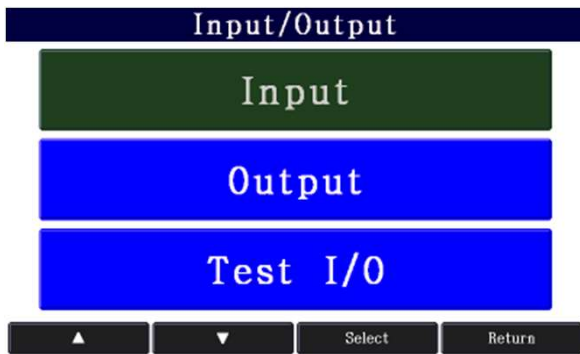 Input/Output
Input
Output
Test I/O
▲ ▼ Select Return